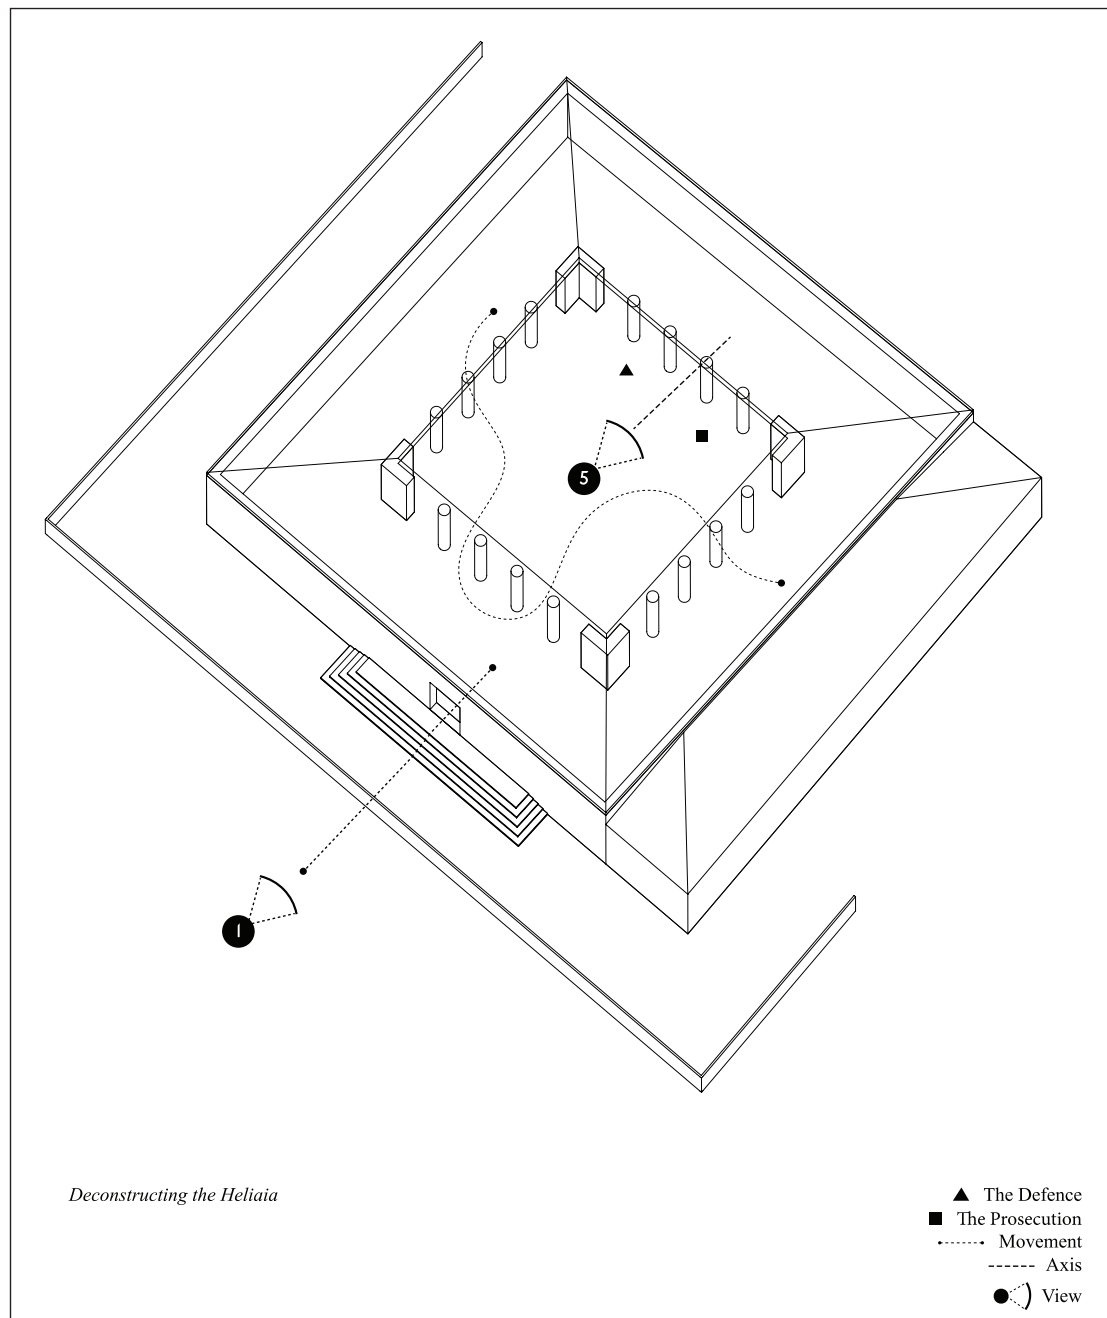 5
1
Deconstructing the Heliaia
The Defence
The Prosecution
Movement
Axis
View